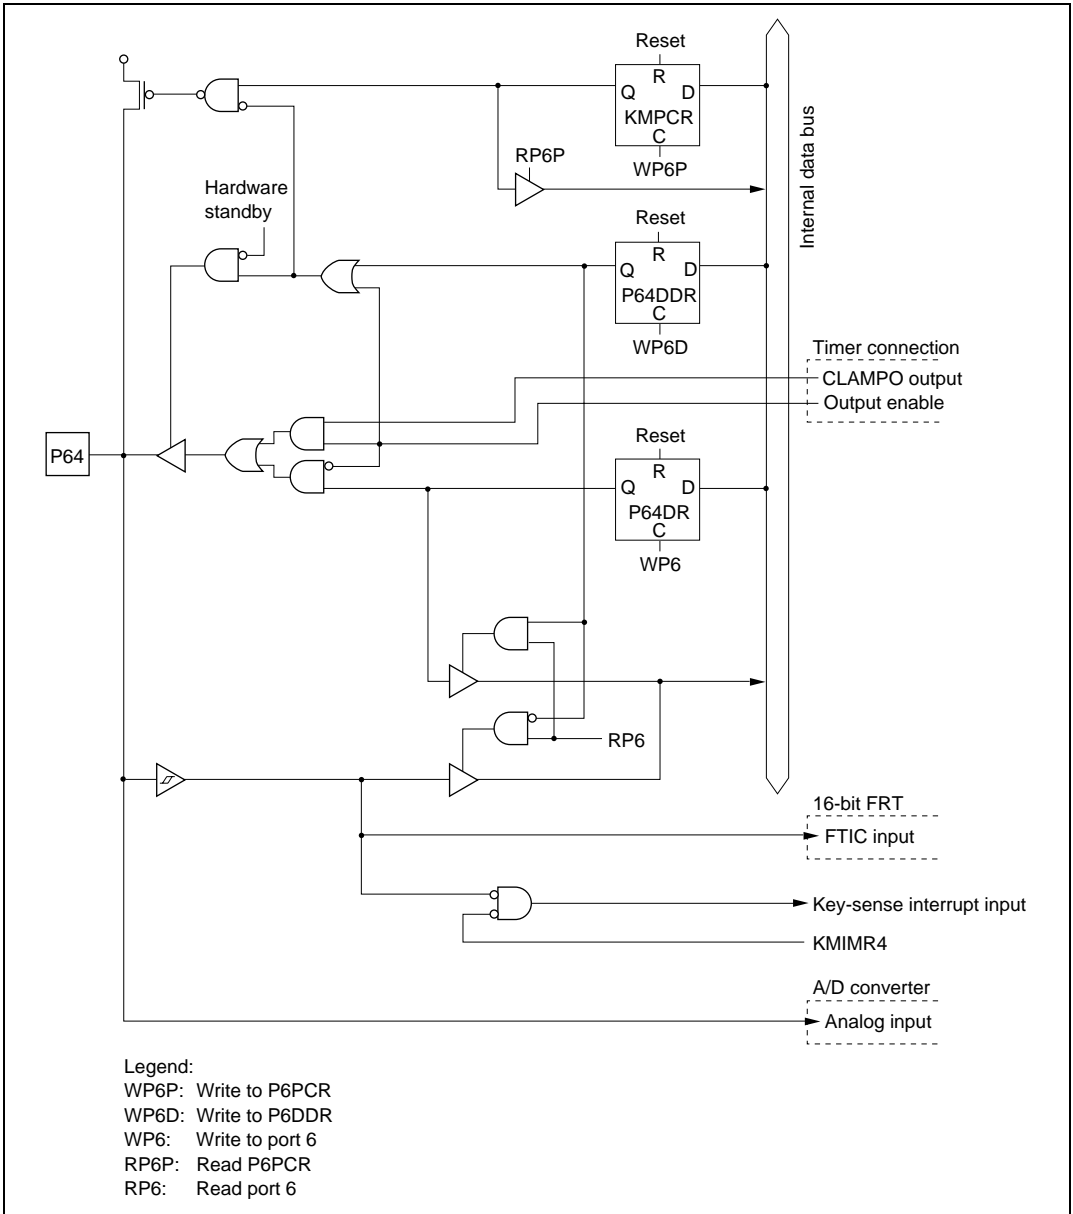 Reset
R
Q D
KMPCR
C
WP6P
RP6P
Internal data bus
Hardware
standby
Reset
R
Q D
P64DDR
C
WP6D
Timer connection
CLAMPO output
Output enable
Reset
R
Q D
P64DR
C
WP6
P64
RP6
16-bit FRT
FTIC input
Key-sense interrupt input
KMIMR4
A/D converter
Analog input
Legend:
WP6P: Write to P6PCR
WP6D: Write to P6DDR
WP6: Write to port 6
RP6P: Read P6PCR
RP6: Read port 6